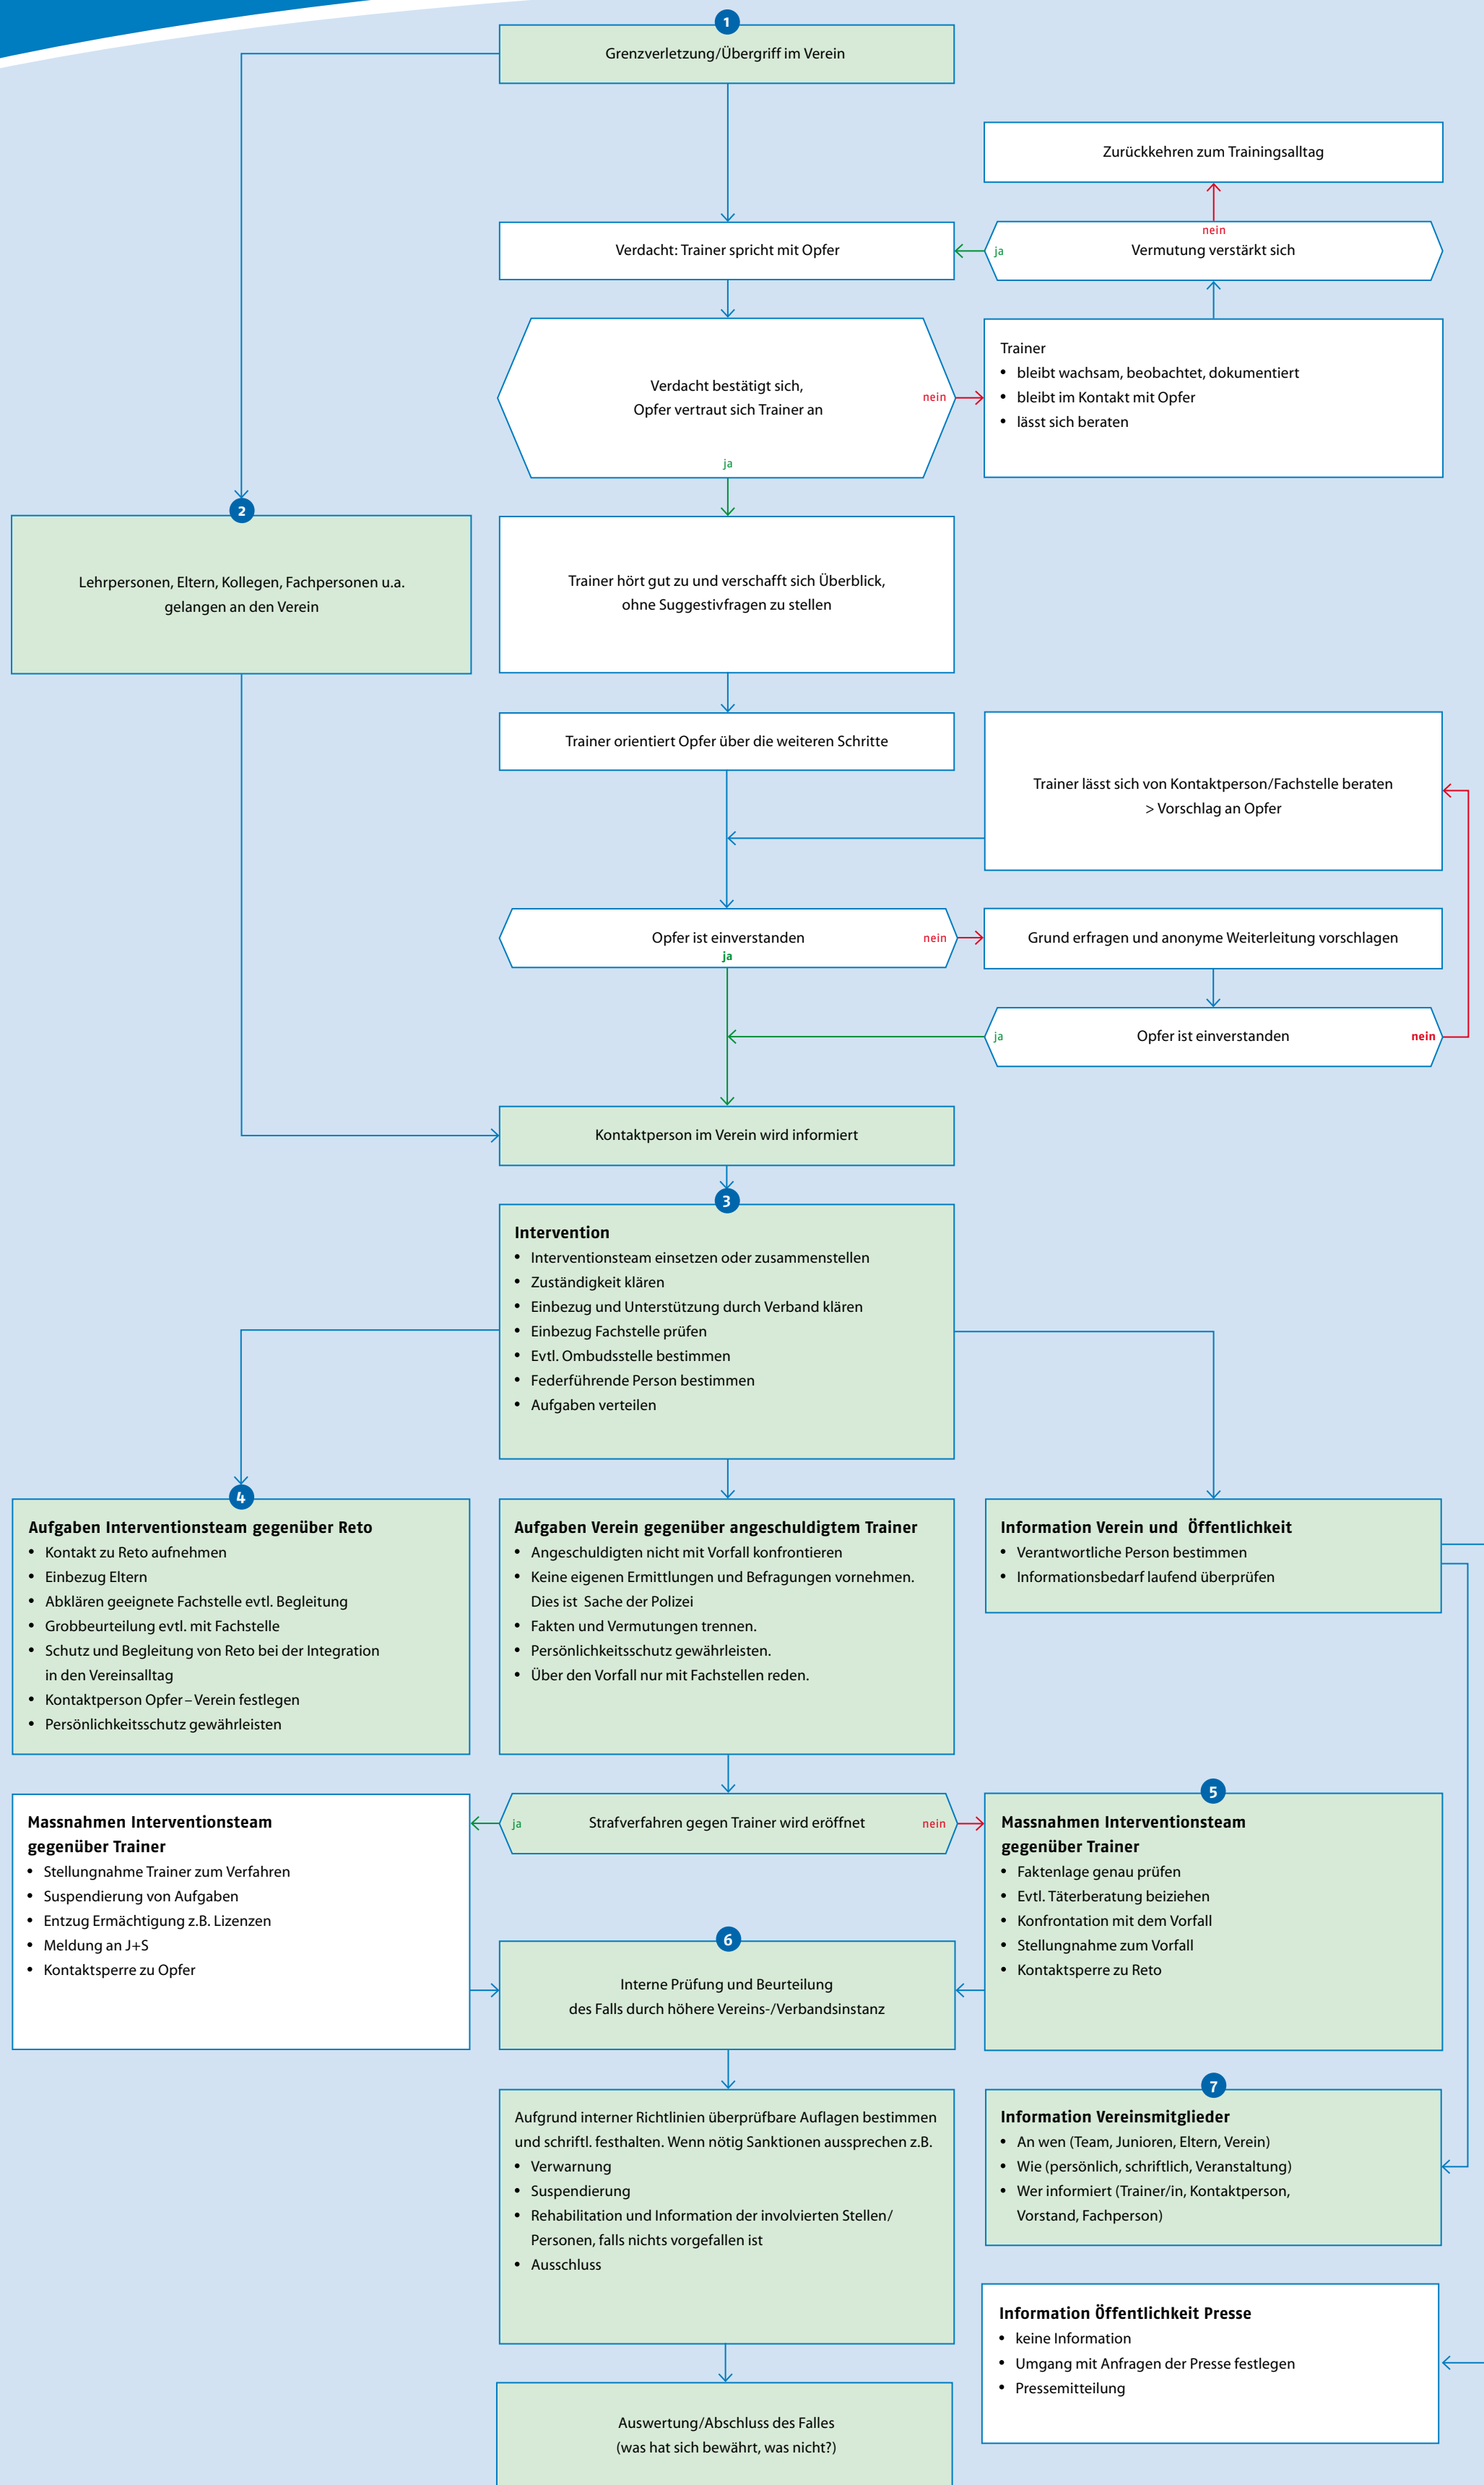 1
Grenzverletzung/Übergriff im Verein
Zurückkehren zum Trainingsalltag
nein
Verdacht: Trainer spricht mit Opfer
ja
Vermutung verstärkt sich
Verdacht bestätigt sich,
Opfer vertraut sich Trainer an
nein
ja
Trainer
• bleibt wachsam, beobachtet, dokumentiert
• bleibt im Kontakt mit Opfer
• lässt sich beraten
2
Lehrpersonen, Eltern, Kollegen, Fachpersonen u.a.
gelangen an den Verein
Trainer hört gut zu und verschafft sich Überblick,
ohne Suggestivfragen zu stellen
Trainer orientiert Opfer über die weiteren Schritte
Trainer lässt sich von Kontaktperson/Fachstelle beraten
> Vorschlag an Opfer
Opfer ist einverstanden
nein
ja
Grund erfragen und anonyme Weiterleitung vorschlagen
ja
Opfer ist einverstanden
nein
Kontaktperson im Verein wird informiert
3
Intervention
• Interventionsteam einsetzen oder zusammenstellen
• Zuständigkeit klären
• Einbezug und Unterstützung durch Verband klären
• Einbezug Fachstelle prüfen
• Evtl. Ombudsstelle bestimmen
• Federführende Person bestimmen
• Aufgaben verteilen
4
Aufgaben Interventionsteam gegenüber Reto
• Kontakt zu Reto aufnehmen
• Einbezug Eltern
• Abklären geeignete Fachstelle evtl. Begleitung
• Grobbeurteilung evtl. mit Fachstelle
• Schutz und Begleitung von Reto bei der Integration
in den Vereinsalltag
• Kontaktperson Opfer – Verein festlegen
• Persönlichkeitsschutz gewährleisten
Aufgaben Verein gegenüber angeschuldigtem Trainer
• Angeschuldigten nicht mit Vorfall konfrontieren
• Keine eigenen Ermittlungen und Befragungen vornehmen.
Dies ist Sache der Polizei
• Fakten und Vermutungen trennen.
• Persönlichkeitsschutz gewährleisten.
• Über den Vorfall nur mit Fachstellen reden.
Information Verein und Öffentlichkeit
• Verantwortliche Person bestimmen
• Informationsbedarf laufend überprüfen
Massnahmen Interventionsteam
gegenüber Trainer
• Stellungnahme Trainer zum Verfahren
• Suspendierung von Aufgaben
• Entzug Ermächtigung z.B. Lizenzen
• Meldung an J+S
• Kontaktsperre zu Opfer
ja
Strafverfahren gegen Trainer wird eröffnet
nein
5
Massnahmen Interventionsteam
gegenüber Trainer
• Faktenlage genau prüfen
• Evtl. Täterberatung beiziehen
• Konfrontation mit dem Vorfall
• Stellungnahme zum Vorfall
• Kontaktsperre zu Reto
6
Interne Prüfung und Beurteilung
des Falls durch höhere Vereins-/Verbandsinstanz
Aufgrund interner Richtlinien überprüfbare Auflagen bestimmen
und schriftl. festhalten. Wenn nötig Sanktionen aussprechen z.B.
• Verwarnung
• Suspendierung
• Rehabilitation und Information der involvierten Stellen/
Personen, falls nichts vorgefallen ist
• Ausschluss
7
Information Vereinsmitglieder
• An wen (Team, Junioren, Eltern, Verein)
• Wie (persönlich, schriftlich, Veranstaltung)
• Wer informiert (Trainer/in, Kontaktperson,
Vorstand, Fachperson)
Information Öffentlichkeit Presse
• keine Information
• Umgang mit Anfragen der Presse festlegen
• Pressemitteilung
Auswertung/Abschluss des Falles
(was hat sich bewährt, was nicht?)